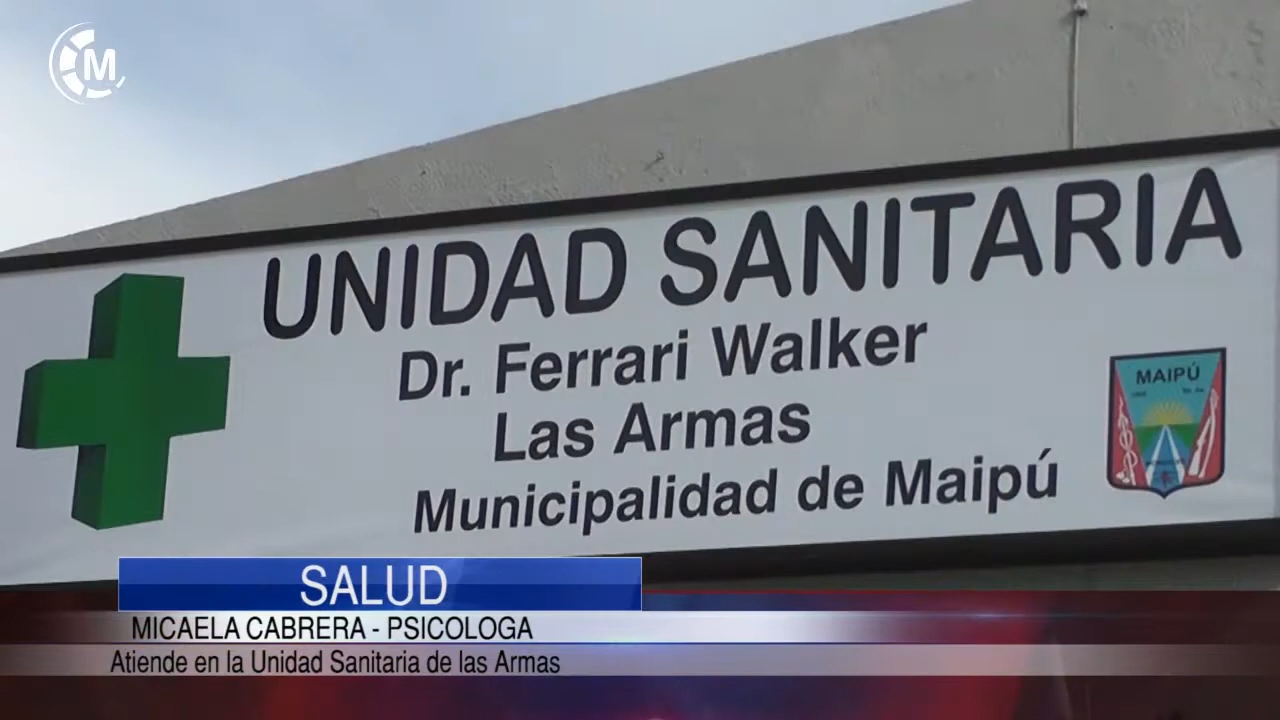 M
UNIDAD SANITARIA
Dr. Ferrari Walker
Las Armas
Municipalidad de Maipú
MAIPÚ
SALUD
MICAELA CABRERA - PSICOLOGA
Atiende en la Unidad Sanitaria de las Armas